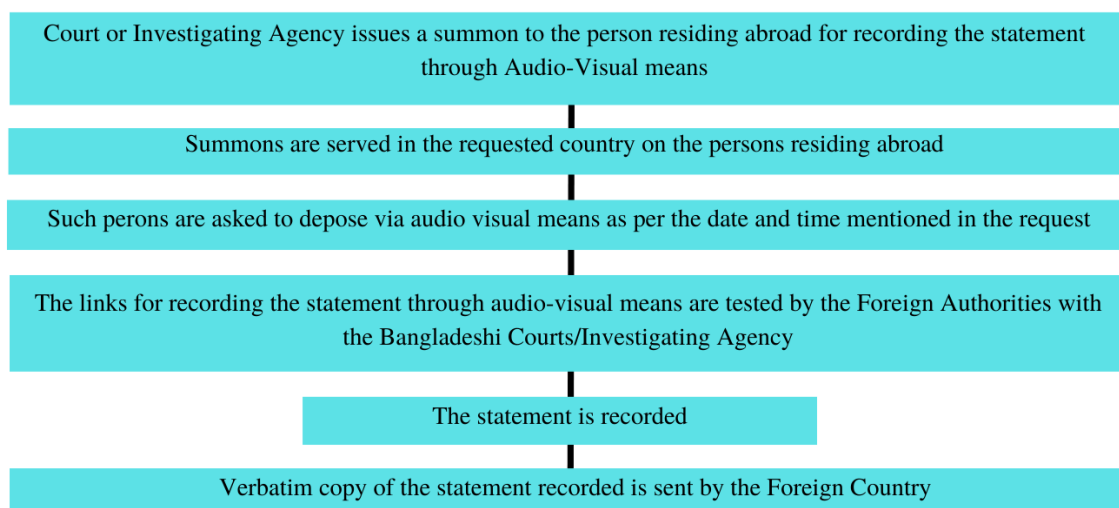 Court or Investigating Agency issues a summon to the person residing abroad for recording the statement
through Audio-Visual means
Summons are served in the requested country on the persons residing abroad
Such perons are asked to depose via audio visual means as per the date and time mentioned in the request
The links for recording the statement through audio-visual means are tested by the Foreign Authorities with
the Bangladeshi Courts/Investigating Agency
The statement is recorded
Verbatim copy of the statement recorded is sent by the Foreign Country